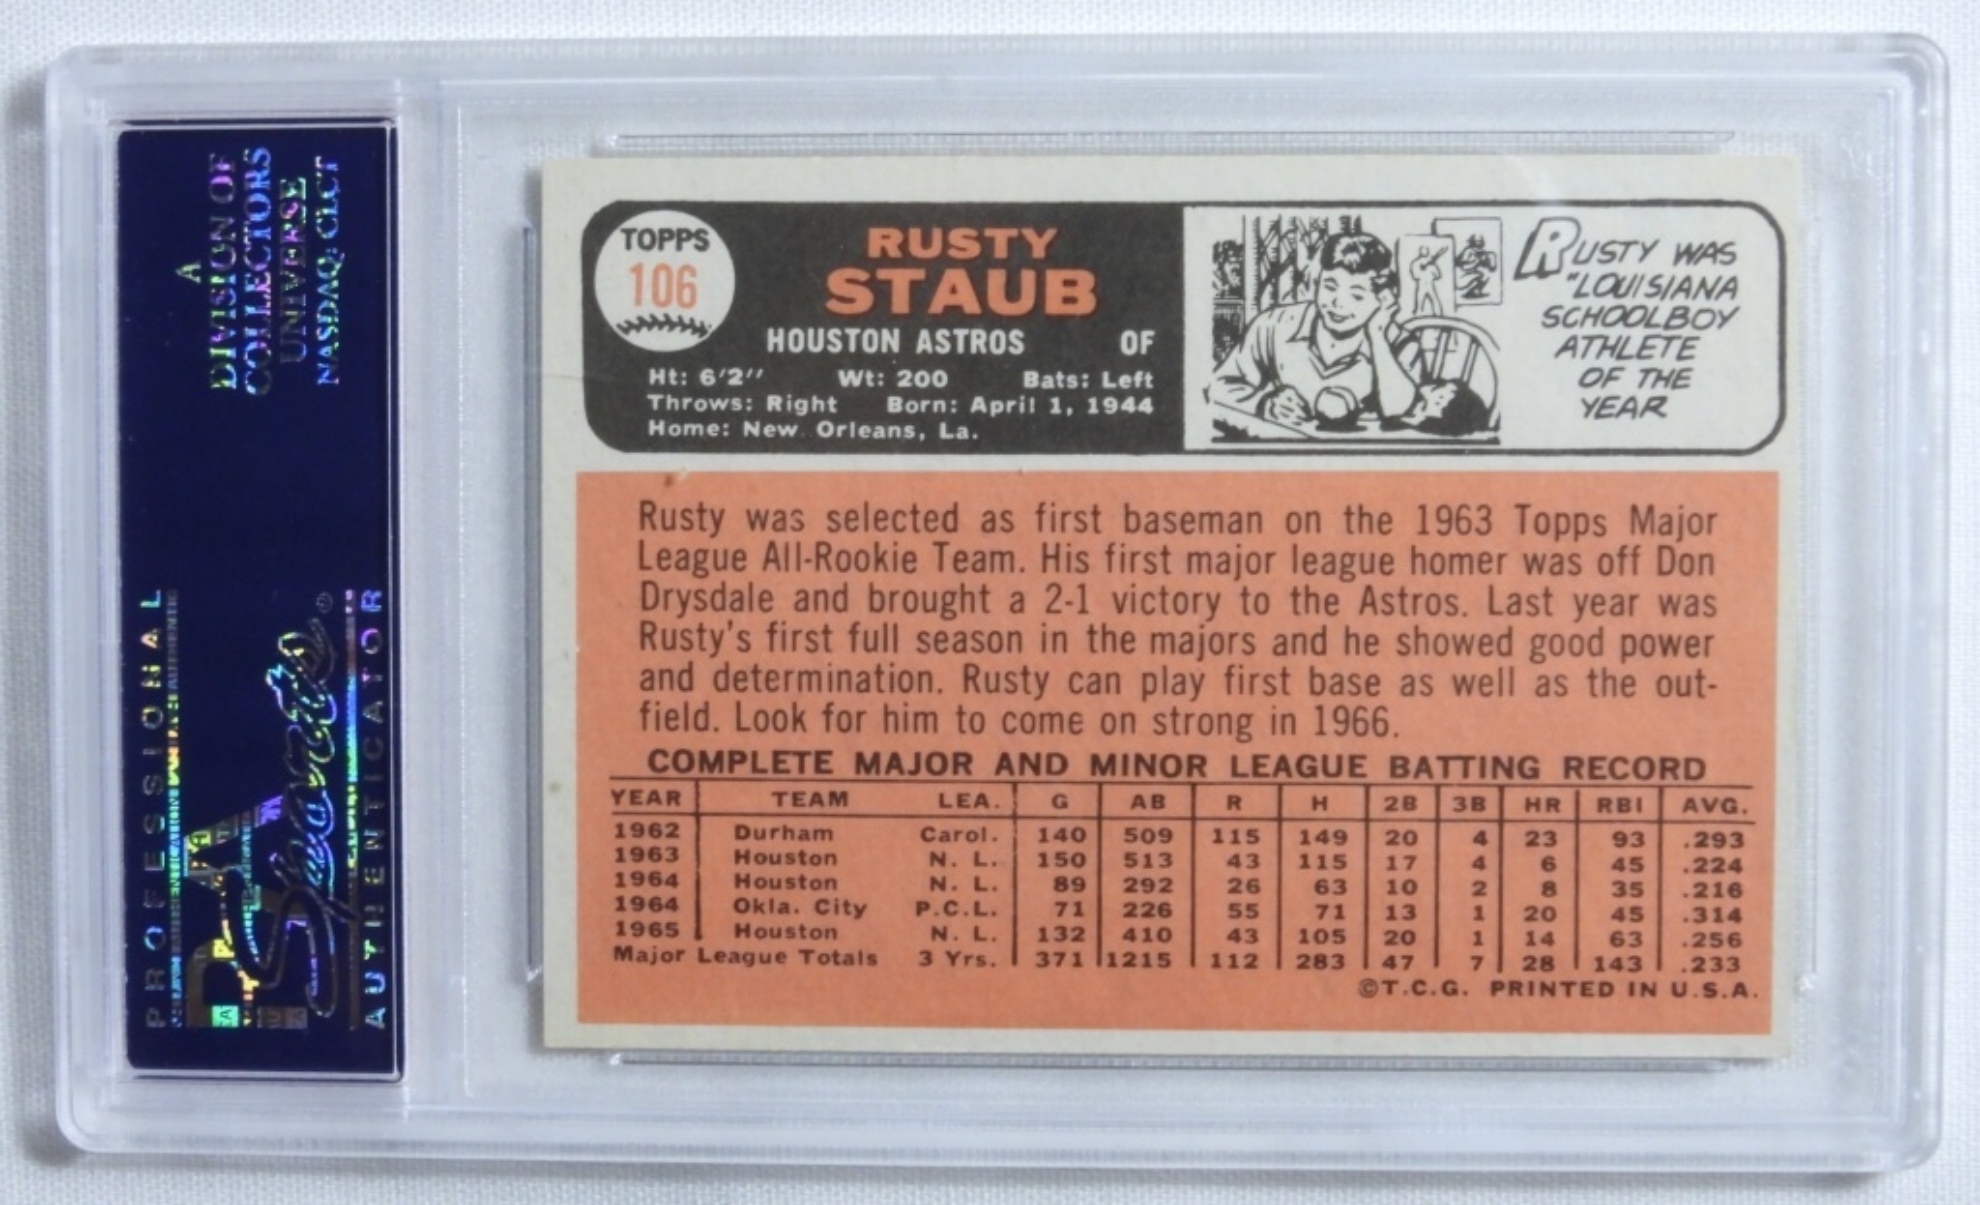 A
DIVISION OF
COLLECTORS
UNIVERSE
NASDAQ: CLCT
PROFESSIONAL
Sports
AUTHENTICATOR
TOPPS
106
RUSTY
STAUB
HOUSTON ASTROS OF
Ht: 6'2" Wt: 200 Bats: Left
Throws: Right Born: April 1, 1944
Home: New Orleans, La.
RUSTY WAS
"LOUISIANA
SCHOOLBOY
ATHLETE
OF THE
YEAR
Rusty was selected as first baseman on the 1963 Topps Major
League All-Rookie Team. His first major league homer was off Don
Drysdale and brought a 2-1 victory to the Astros. Last year was
Rusty's first full season in the majors and he showed good power
and determination. Rusty can play first base as well as the out-
field. Look for him to come on strong in 1966.
COMPLETE MAJOR AND MINOR LEAGUE BATTING RECORD
YEAR TEAM LEA. G AB R H 2B 3B HR RBI AVG.
1962 Durham Carol. 140 509 115 149 20 4 23 93 .293
1963 Houston N. L. 150 513 43 115 17 4 6 45 .224
1964 Houston N. L. 89 292 26 63 10 2 8 35 .216
1964 Okla. City P.C.L. 71 226 55 71 13 1 20 45 .314
1965 Houston N. L. 132 410 43 105 20 1 14 63 .256
Major League Totals 3 Yrs. 371 1215 112 283 47 7 28 143 .233
©T.C.G. PRINTED IN U.S.A.